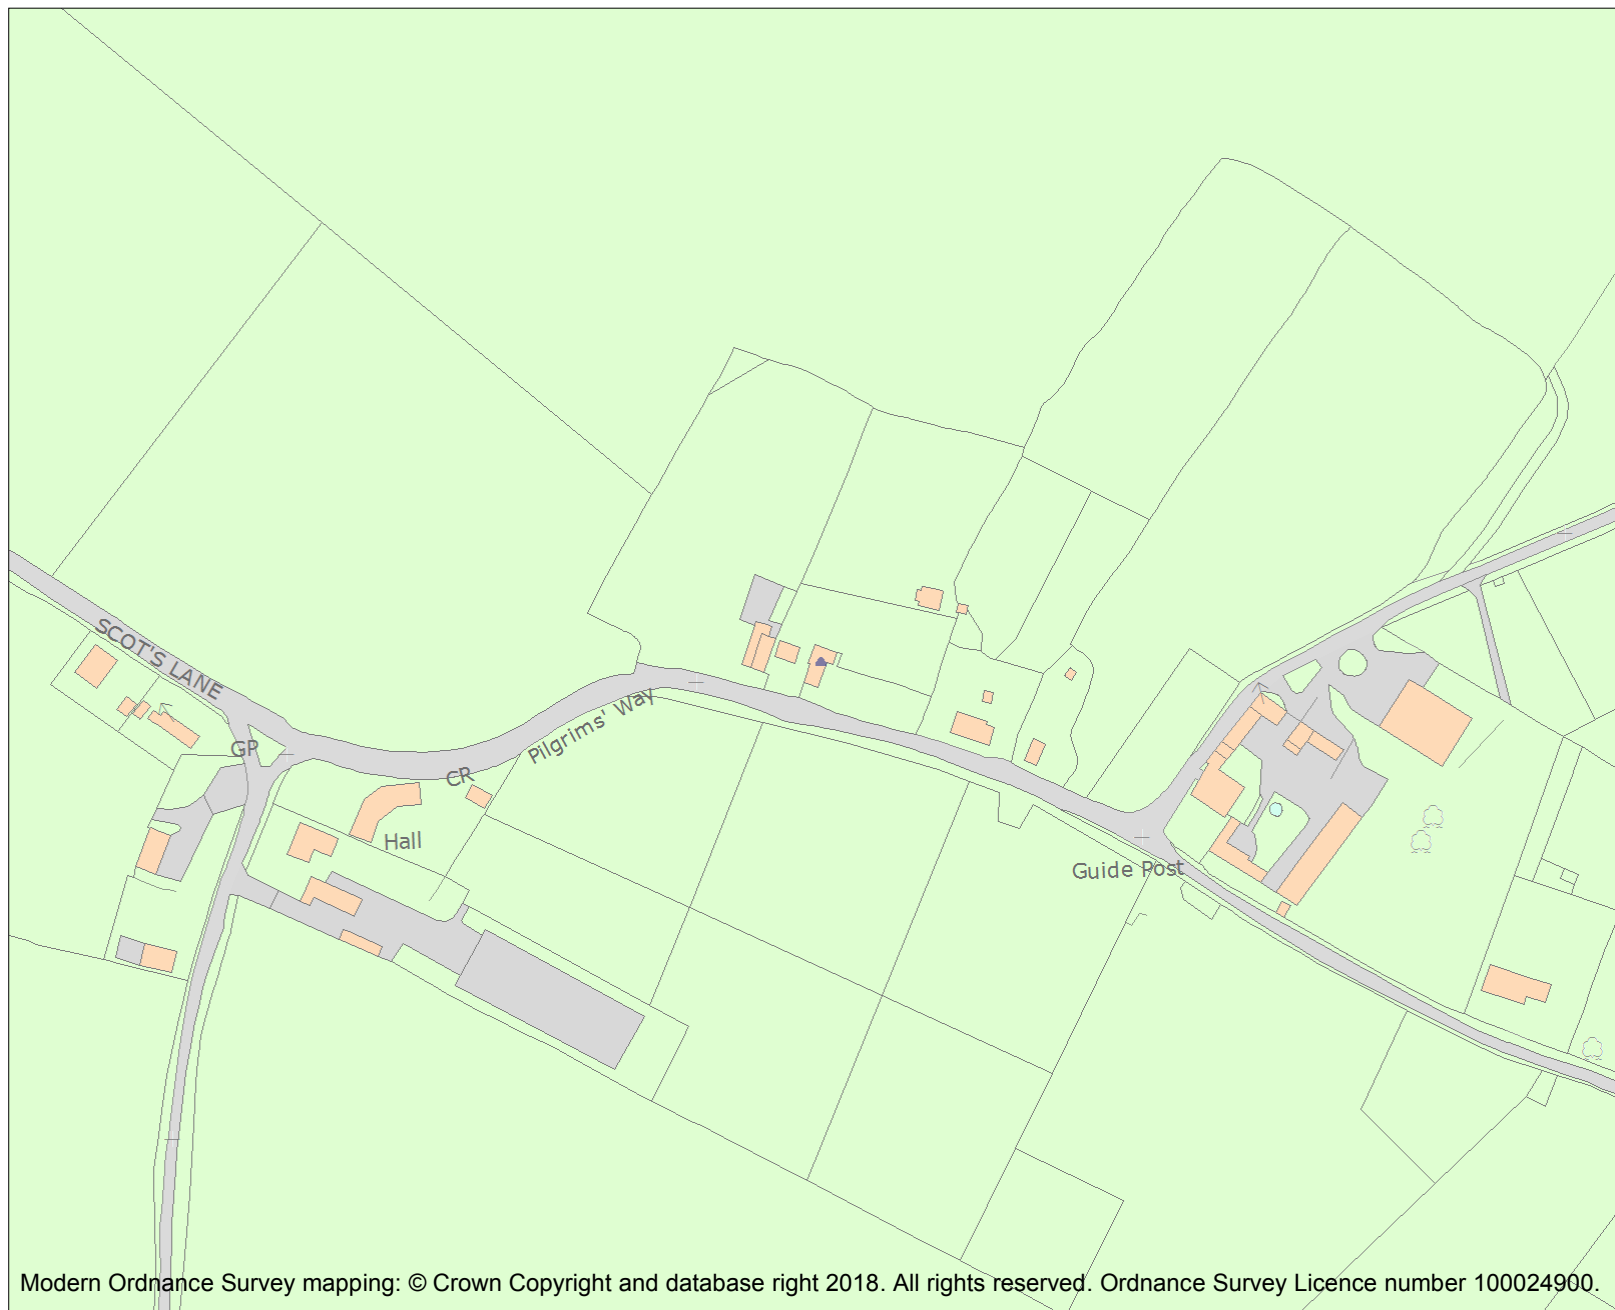 SCOT'S LANE
Pilgrims' Way
GP
CR
Hall
Guide Post
Modern Ordnance Survey mapping: © Crown Copyright and database right 2018. All rights reserved. Ordnance Survey Licence number 100024900.